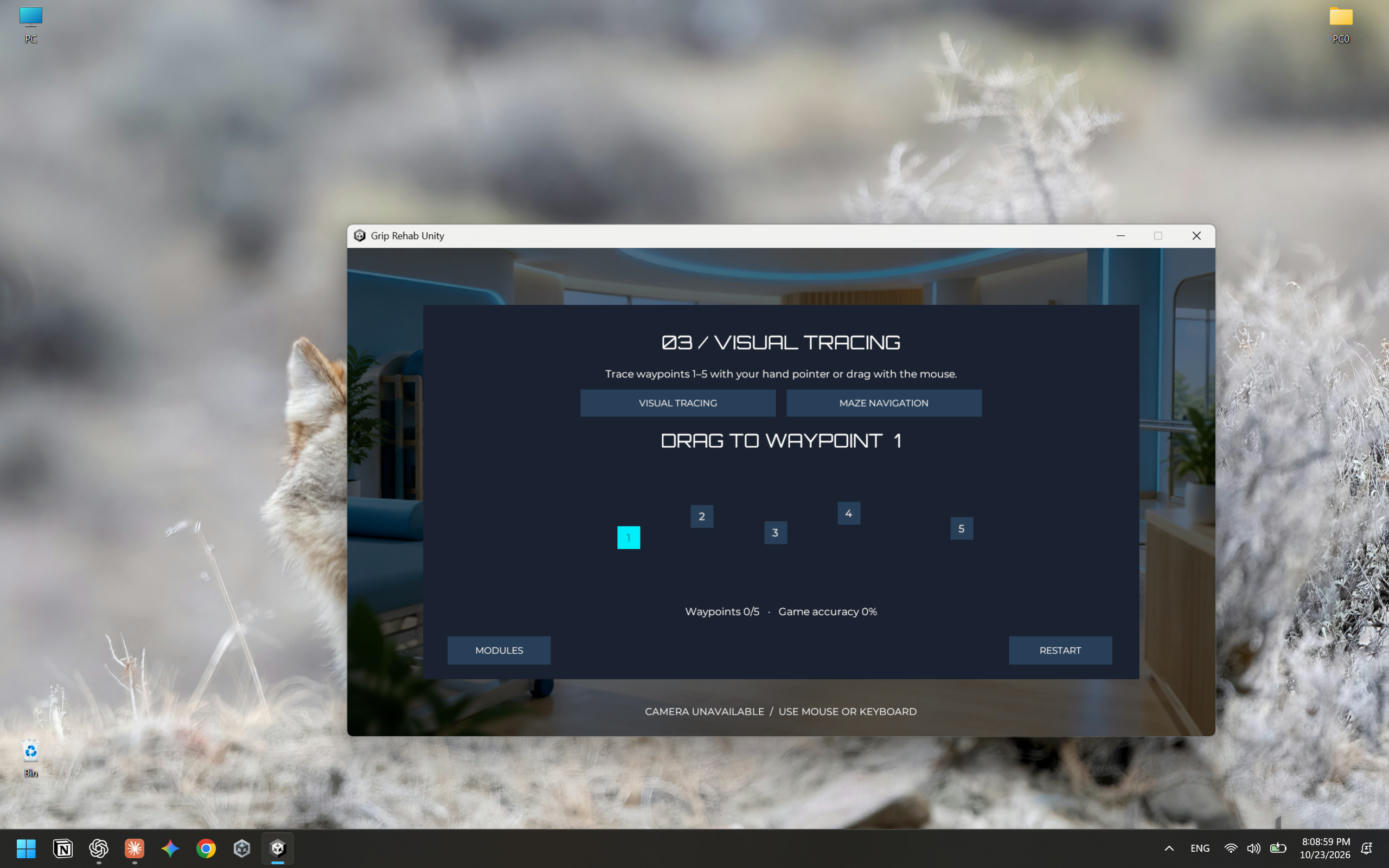 PC
PC0
Grip Rehab Unity
03 / VISUAL TRACING
Trace waypoints 1–5 with your hand pointer or drag with the mouse.
VISUAL TRACING
MAZE NAVIGATION
DRAG TO WAYPOINT 1
1
2
3
4
5
Waypoints 0/5 · Game accuracy 0%
MODULES
RESTART
CAMERA UNAVAILABLE / USE MOUSE OR KEYBOARD
Bin
ENG
8:08:59 PM
10/23/2026